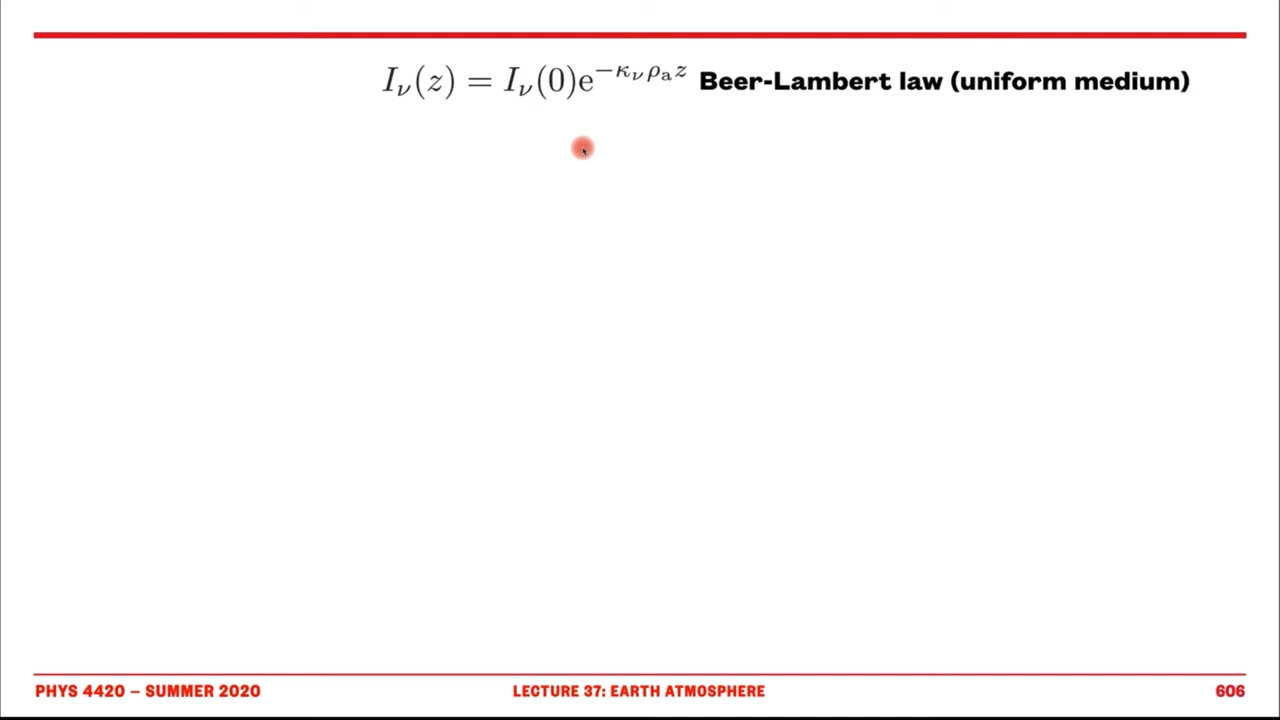 I_ν(z) = I_ν(0)e^{−κ_ν ρ_a z} Beer-Lambert law (uniform medium)
PHYS 4420 – SUMMER 2020 LECTURE 37: EARTH ATMOSPHERE 606